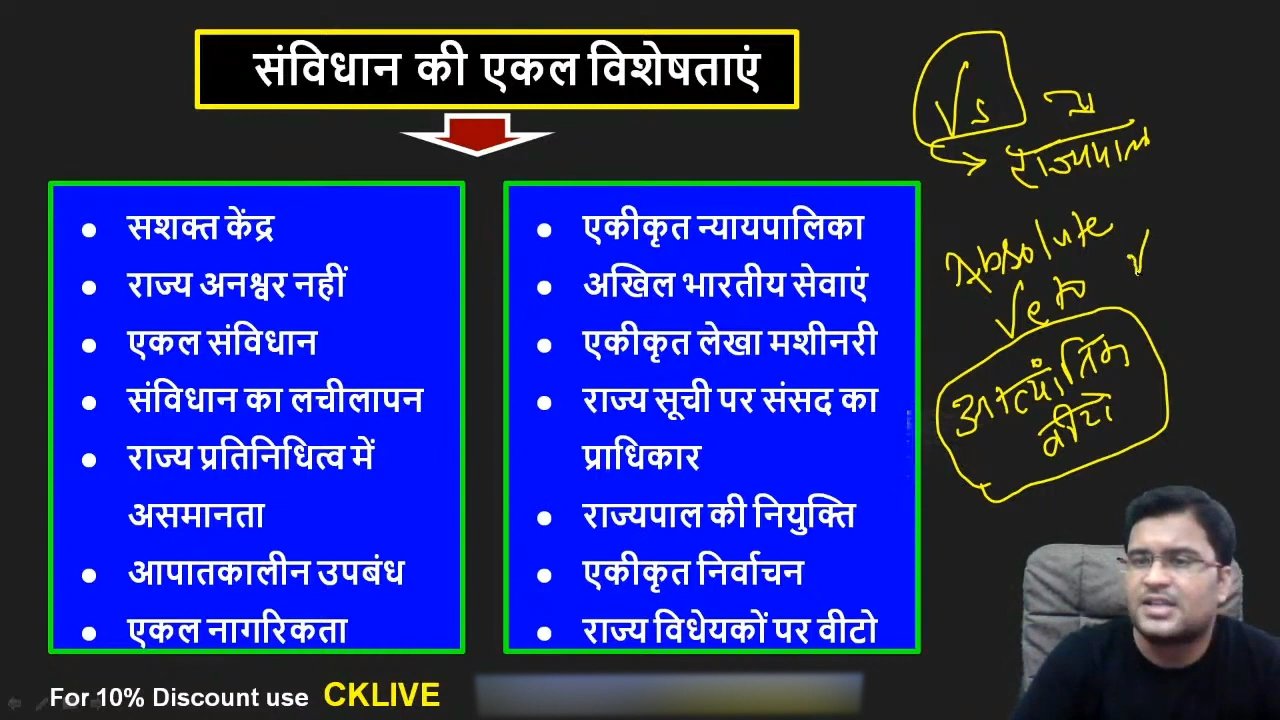 संविधान की एकल विशेषताएं
सशक्त केंद्र
राज्य अनश्वर नहीं
एकल संविधान
संविधान का लचीलापन
राज्य प्रतिनिधित्व में
असमानता
आपातकालीन उपबंध
एकल नागरिकता
एकीकृत न्यायपालिका
अखिल भारतीय सेवाएं
एकीकृत लेखा मशीनरी
राज्य सूची पर संसद का
प्राधिकार
राज्यपाल की नियुक्ति
एकीकृत निर्वाचन
राज्य विधेयकों पर वीटो
Vs
राज्यपाल
Absolute
Veto
आत्यांतिक
वीटो
For 10% Discount use CKLIVE